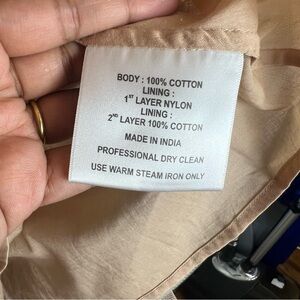 BODY : 100% COTTON
LINING :
1ST LAYER NYLON
LINING :
2ND LAYER 100% COTTON
MADE IN INDIA
PROFESSIONAL DRY CLEAN
USE WARM STEAM IRON ONLY